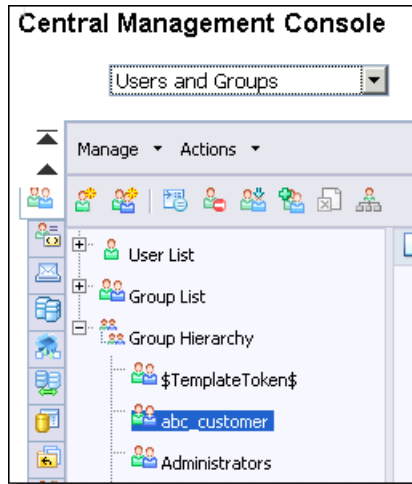 Central Management Console
Users and Groups
Manage Actions
User List
Group List
Group Hierarchy
$TemplateToken$
abc_customer
Administrators